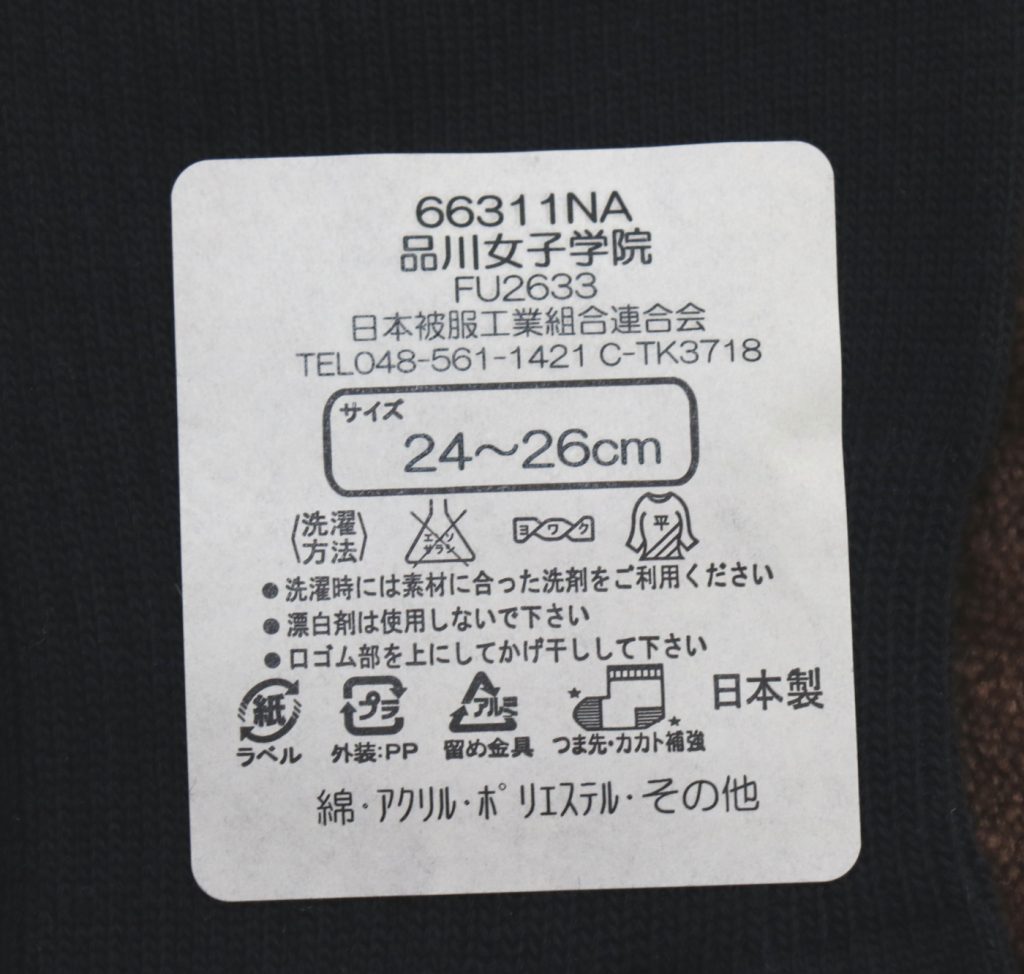 66311NA
品川女子学院
FU2633
日本被服工業組合連合会
TEL048-561-1421 C-TK3718
サイズ
24～26cm
洗濯方法
エンソサラシ
ヨワク
平
●洗濯時には素材に合った洗剤をご利用ください
●漂白剤は使用しないで下さい
●口ゴム部を上にしてかげ干しして下さい
紙
ラベル
プラ
外装:PP
アルミ
留め金具
つま先・カカト補強
日本製
綿・アクリル・ポリエステル・その他